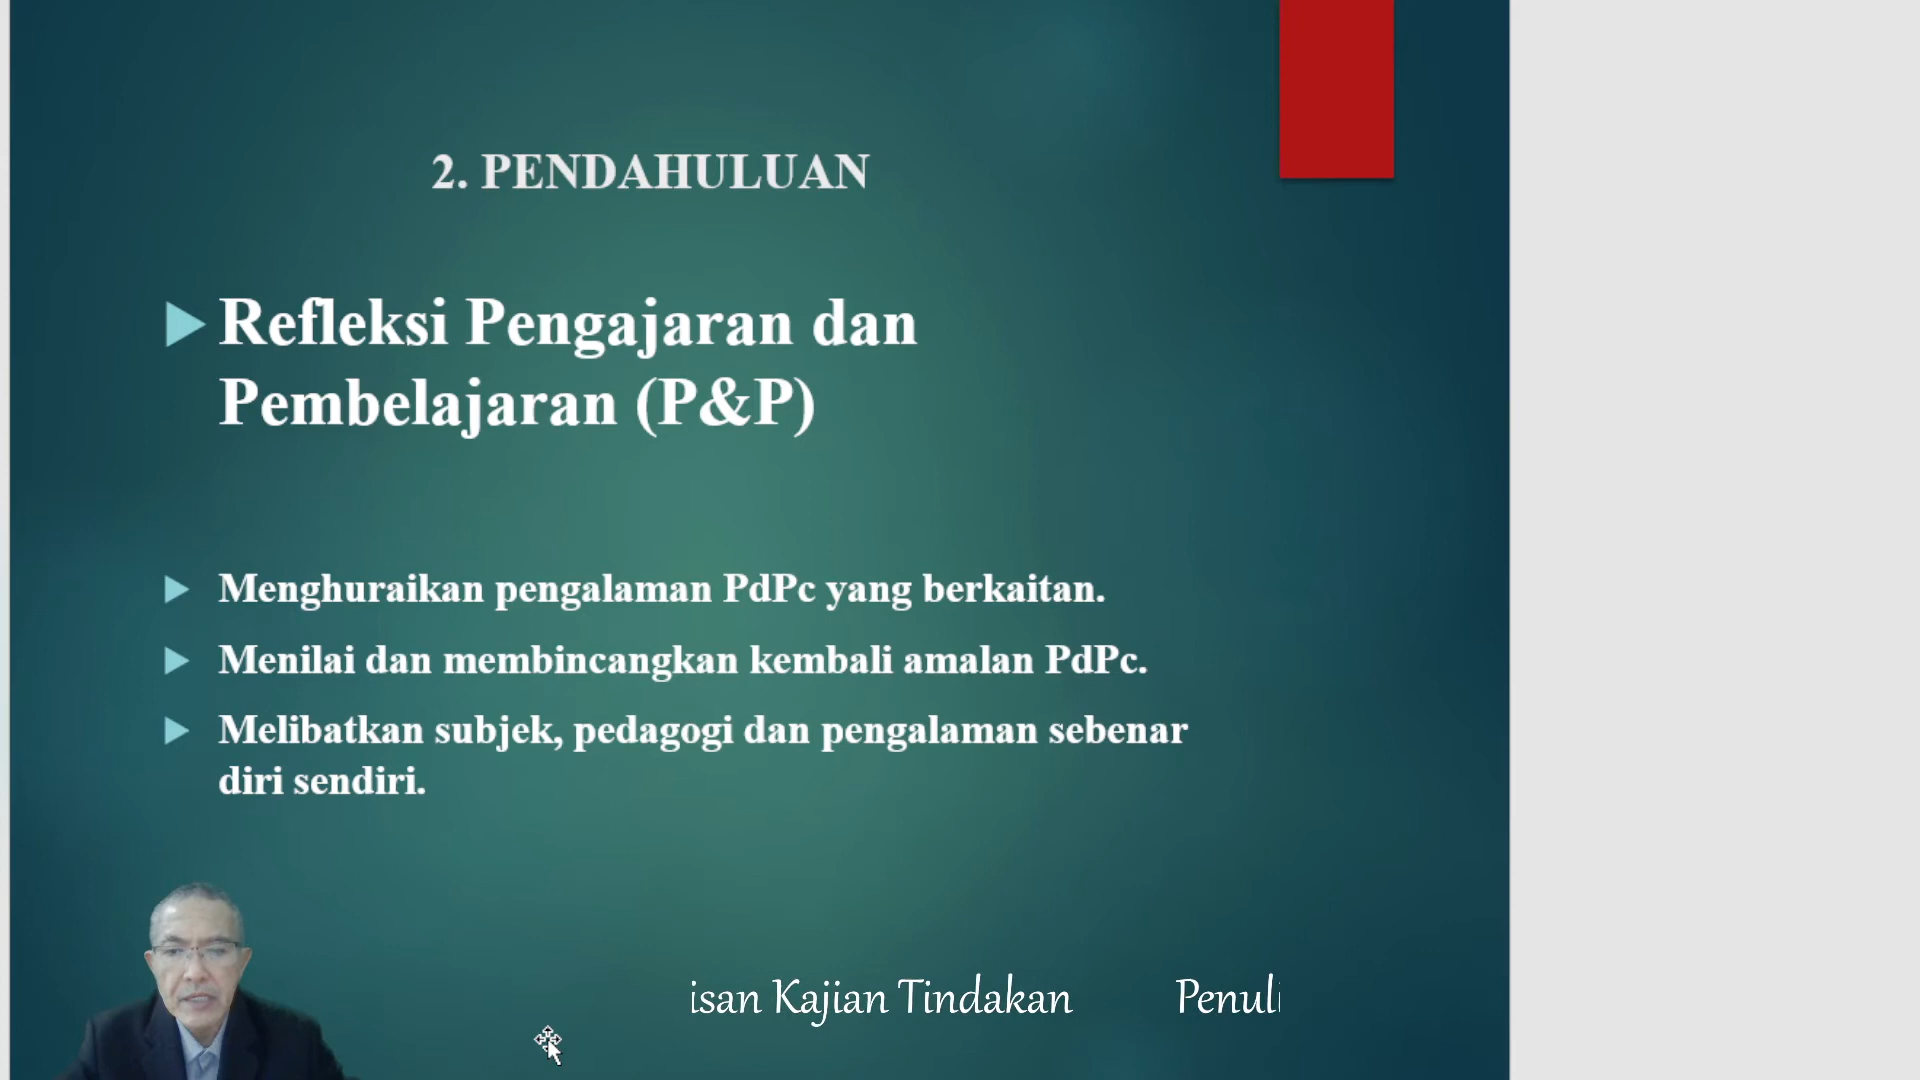 2. PENDAHULUAN
Refleksi Pengajaran dan
Pembelajaran (P&P)
Menghuraikan pengalaman PdPc yang berkaitan.
Menilai dan membincangkan kembali amalan PdPc.
Melibatkan subjek, pedagogi dan pengalaman sebenar
diri sendiri.
isan Kajian Tindakan Penuli